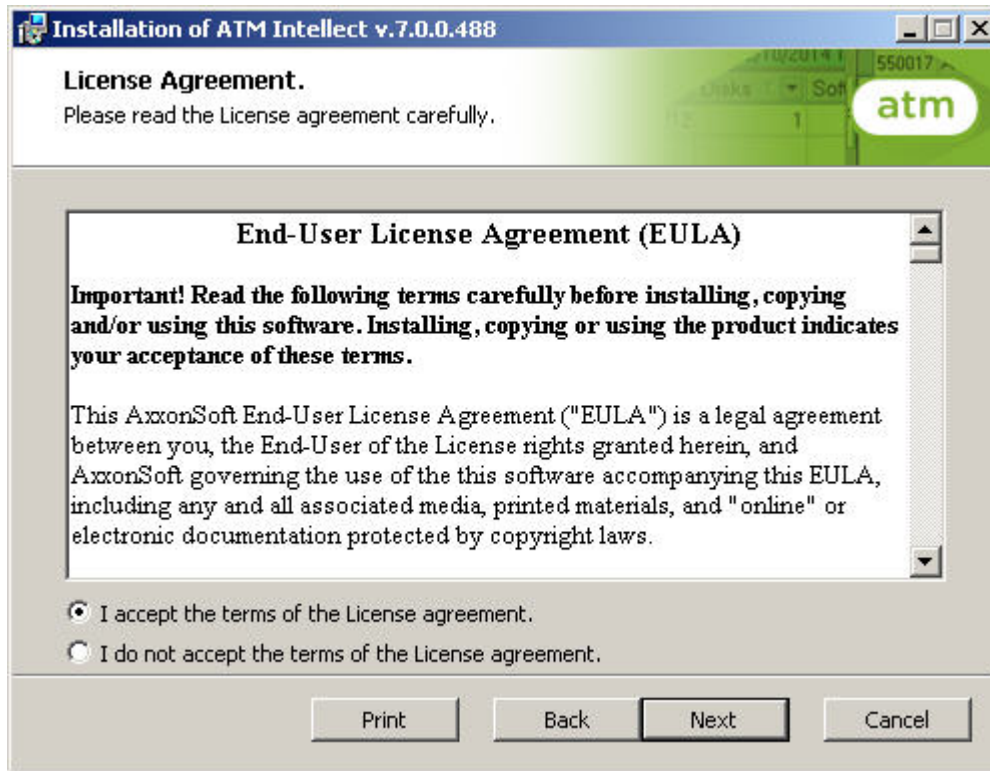 Installation of ATM Intellect v.7.0.0.488
License Agreement.
Please read the License agreement carefully.
10/2014
550017
Disks
Soft
1
atm
End-User License Agreement (EULA)
Important! Read the following terms carefully before installing, copying
and/or using this software. Installing, copying or using the product indicates
your acceptance of these terms.
This AxxonSoft End-User License Agreement ("EULA") is a legal agreement
between you, the End-User of the License rights granted herein, and
AxxonSoft governing the use of the this software accompanying this EULA,
including any and all associated media, printed materials, and "online" or
electronic documentation protected by copyright laws.
I accept the terms of the License agreement.
I do not accept the terms of the License agreement.
Print
Back
Next
Cancel